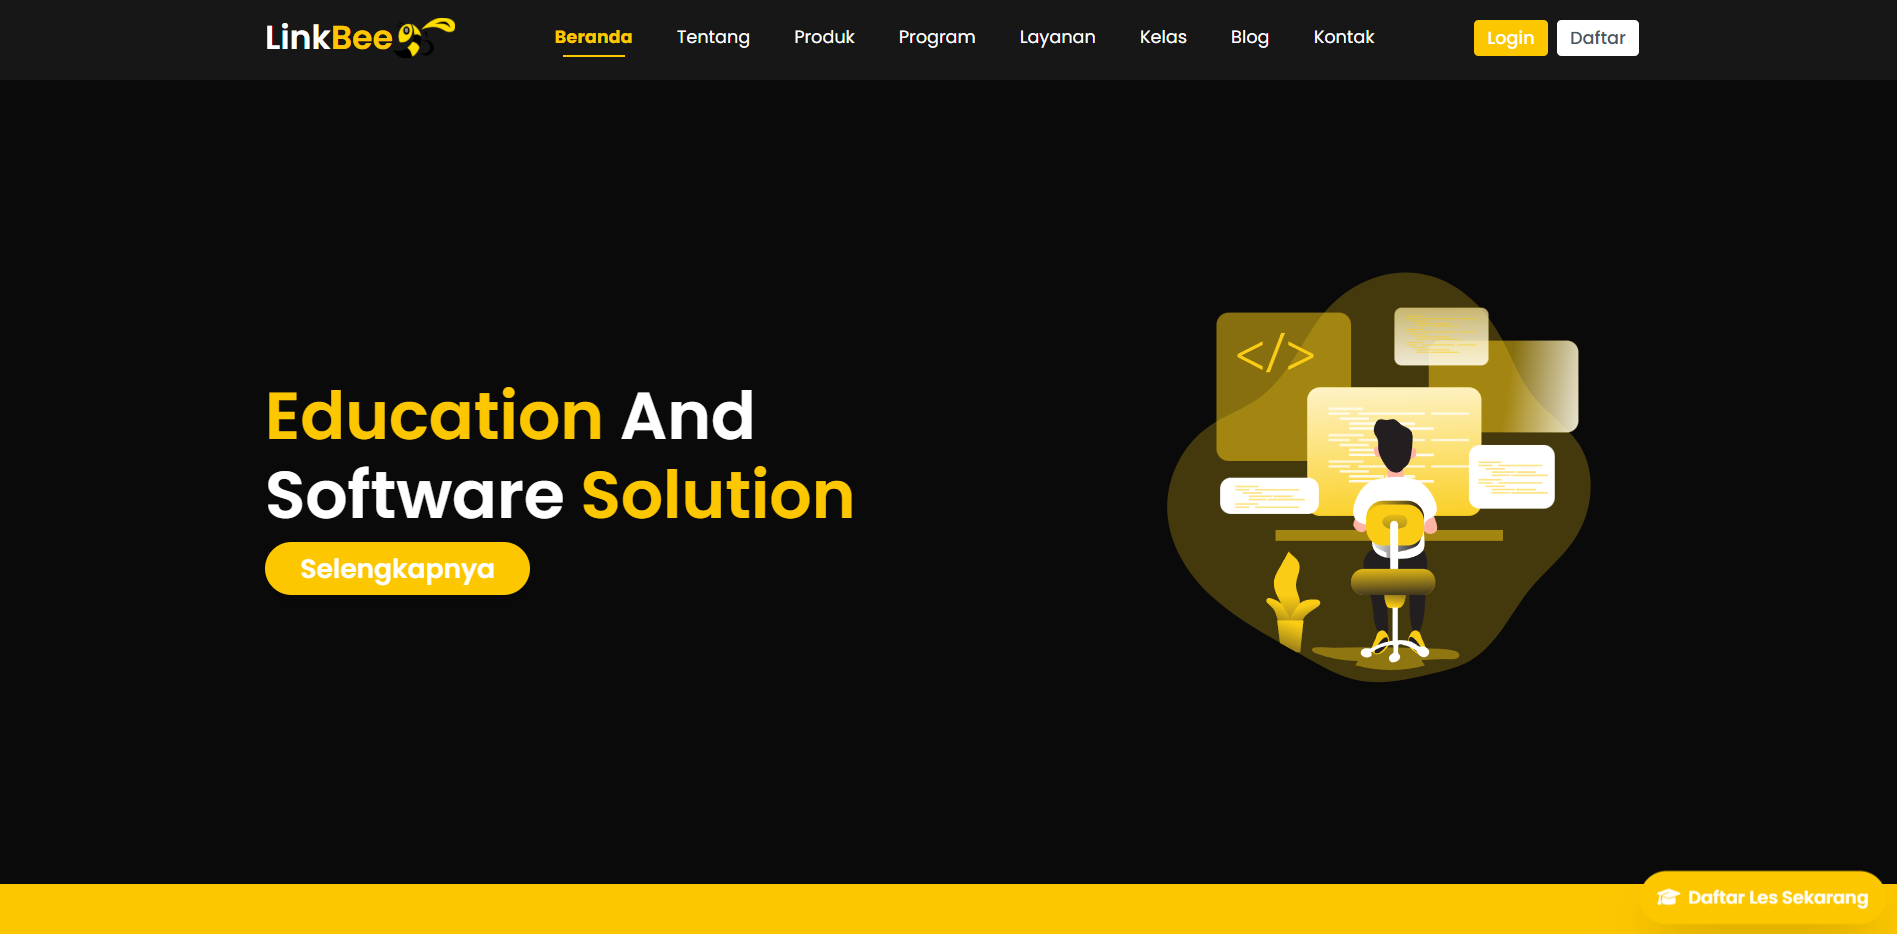 LinkBee
Beranda Tentang Produk Program Layanan Kelas Blog Kontak
Login Daftar
Education And
Software Solution
Selengkapnya
</>
Daftar Les Sekarang